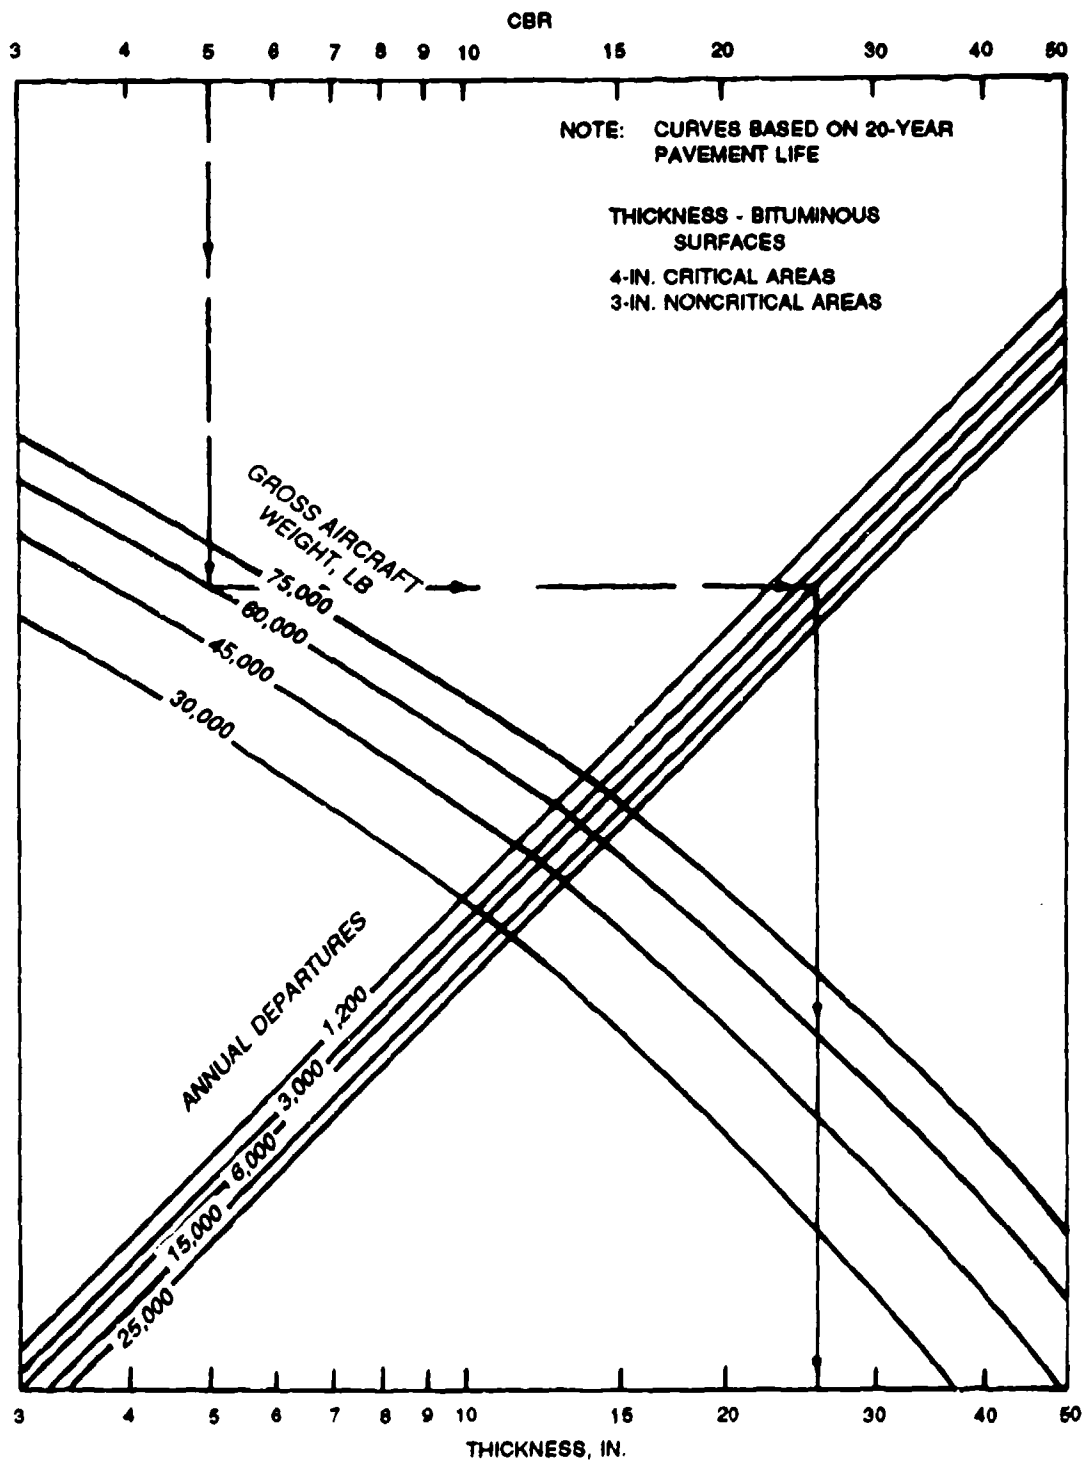 CBR
3 4 5 6 7 8 9 10 15 20 30 40 50
NOTE: CURVES BASED ON 20-YEAR
PAVEMENT LIFE
THICKNESS - BITUMINOUS
SURFACES
4-IN. CRITICAL AREAS
3-IN. NONCRITICAL AREAS
GROSS AIRCRAFT
WEIGHT, LB
75,000
60,000
45,000
30,000
ANNUAL DEPARTURES
1,200
3,000
6,000
15,000
25,000
3 4 5 6 7 8 9 10 15 20 30 40 50
THICKNESS, IN.